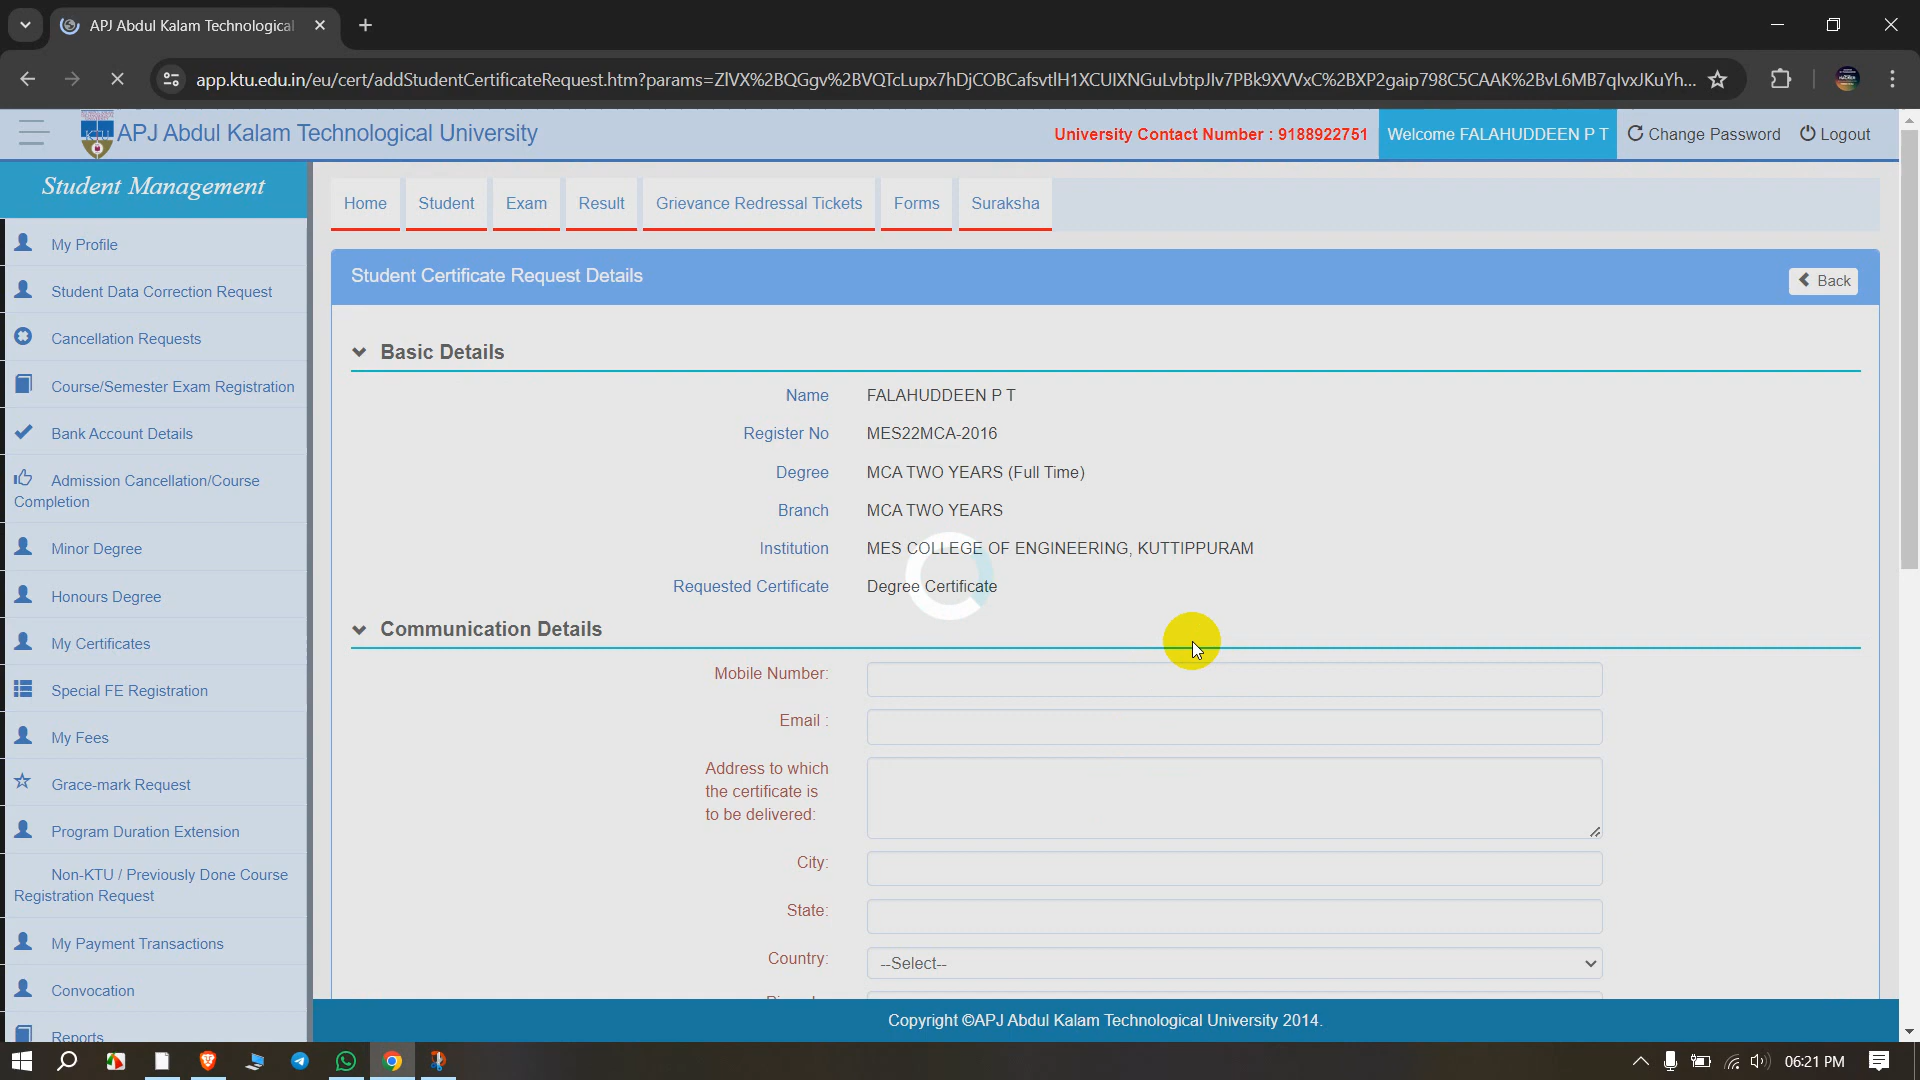 APJ Abdul Kalam Technological
app.ktu.edu.in/eu/cert/addStudentCertificateRequest.htm?params=ZlVX%2BQGgv%2BVQTcLupx7hDjCOBCafsvtlH1XCUIXNGuLvbtpJIv7PBk9XVVxC%2BXP2gaip798C5CAAK%2BvL6MB7qlvxJKuYh...
APJ Abdul Kalam Technological University
University Contact Number : 9188922751
Welcome FALAHUDDEEN P T
Change Password
Logout
Student Management
Home
Student
Exam
Result
Grievance Redressal Tickets
Forms
Suraksha
My Profile
Student Data Correction Request
Cancellation Requests
Course/Semester Exam Registration
Bank Account Details
Admission Cancellation/Course
Completion
Minor Degree
Honours Degree
My Certificates
Special FE Registration
My Fees
Grace-mark Request
Program Duration Extension
Non-KTU / Previously Done Course
Registration Request
My Payment Transactions
Convocation
Reports
Student Certificate Request Details
Back
Basic Details
Name FALAHUDDEEN P T
Register No MES22MCA-2016
Degree MCA TWO YEARS (Full Time)
Branch MCA TWO YEARS
Institution MES COLLEGE OF ENGINEERING, KUTTIPPURAM
Requested Certificate Degree Certificate
Communication Details
Mobile Number:
Email :
Address to which
the certificate is
to be delivered:
City:
State:
Country: --Select--
Copyright ©APJ Abdul Kalam Technological University 2014.
06:21 PM